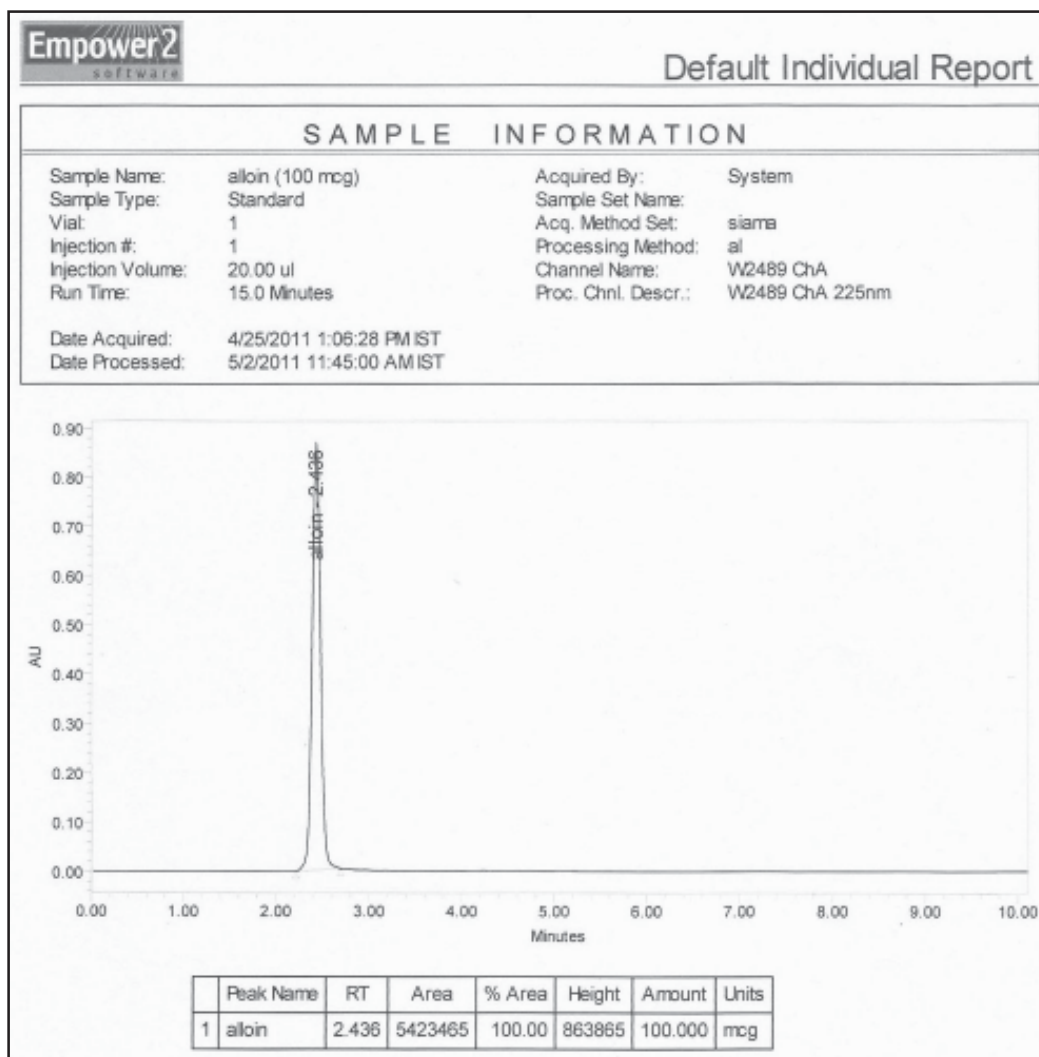 Empower2
software
Default Individual Report
SAMPLE INFORMATION
Sample Name: alloin (100 mcg) Acquired By: System
Sample Type: Standard Sample Set Name:
Vial: 1 Acq. Method Set: siama
Injection #: 1 Processing Method: al
Injection Volume: 20.00 ul Channel Name: W2489 ChA
Run Time: 15.0 Minutes Proc. Chnl. Descr.: W2489 ChA 225nm
Date Acquired: 4/25/2011 1:06:28 PM IST
Date Processed: 5/2/2011 11:45:00 AM IST
0.90
0.80
0.70
0.60
0.50
0.40
0.30
0.20
0.10
0.00
AU
alloin - 2.436
0.00 1.00 2.00 3.00 4.00 5.00 6.00 7.00 8.00 9.00 10.00
Minutes
Peak Name RT Area % Area Height Amount Units
1 alloin 2.436 5423465 100.00 863865 100.000 mcg